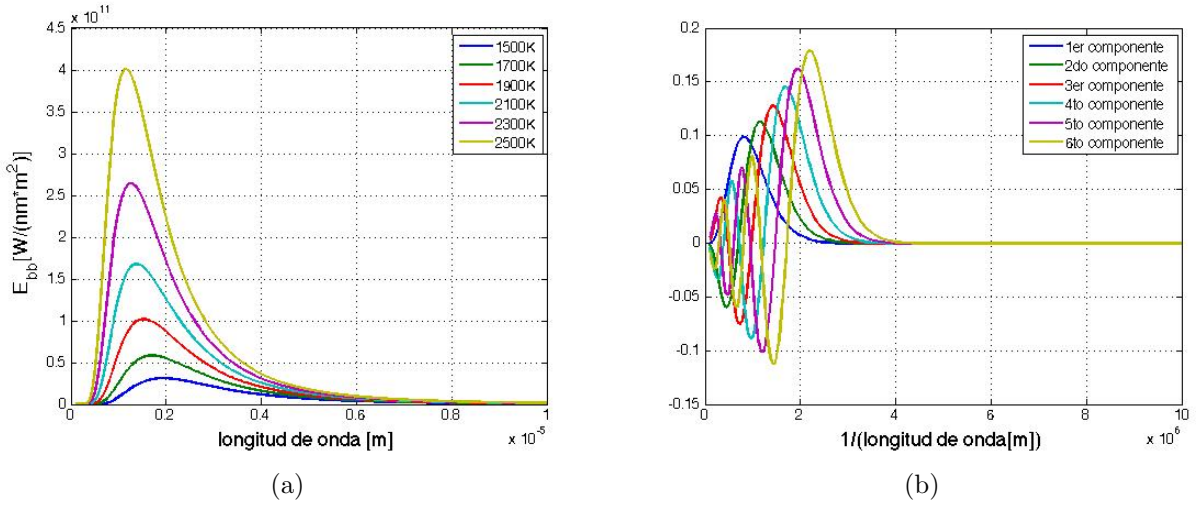 x 10^11
4.5
4
3.5
3
2.5
2
1.5
1
0.5
0
0
0.2
0.4
0.6
0.8
1
x 10^-5
E_bb[W/(nm*m^2)]
longitud de onda [m]
1500K
1700K
1900K
2100K
2300K
2500K
(a)
0.2
0.15
0.1
0.05
0
-0.05
-0.1
-0.15
0
2
4
6
8
10
x 10^6
1/(longitud de onda[m])
1er componente
2do componente
3er componente
4to componente
5to componente
6to componente
(b)